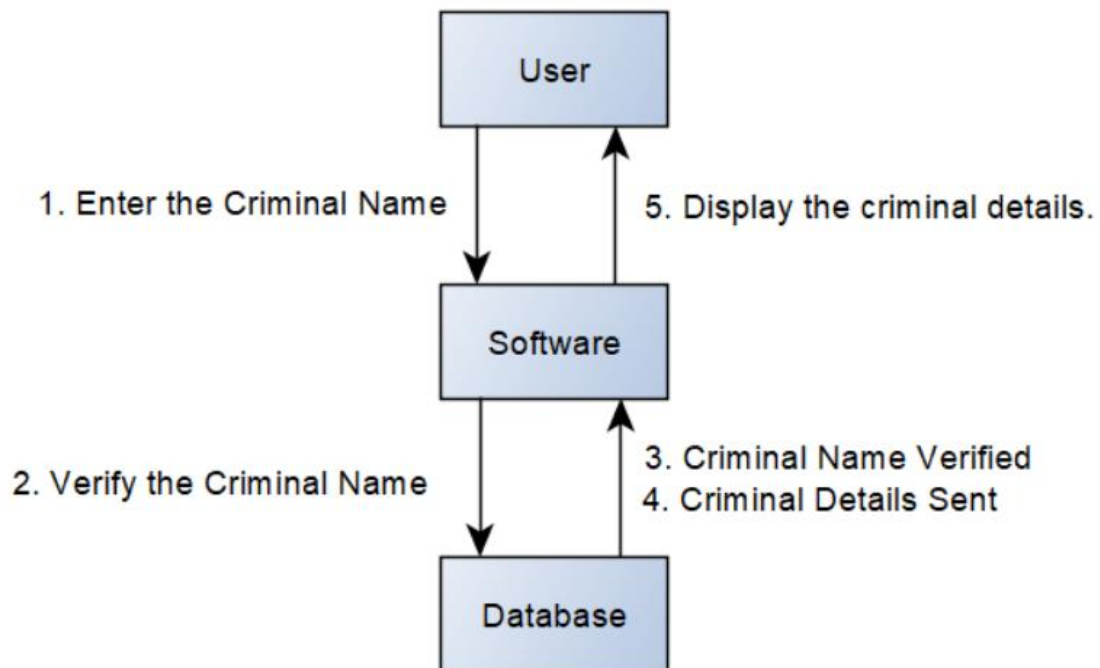 User
1. Enter the Criminal Name
5. Display the criminal details.
Software
2. Verify the Criminal Name
3. Criminal Name Verified
4. Criminal Details Sent
Database